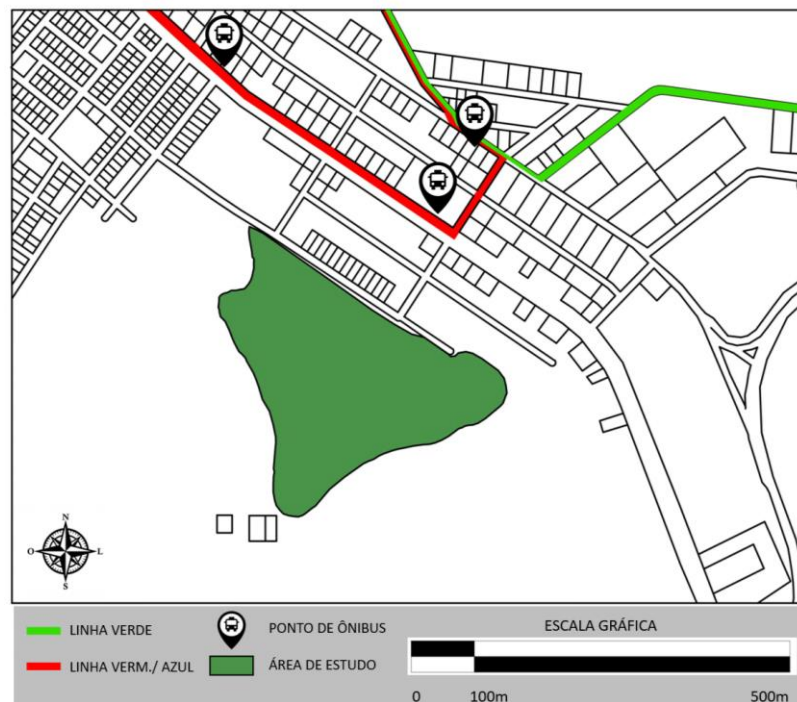 N
O L
S
LINHA VERDE PONTO DE ÔNIBUS ESCALA GRÁFICA
LINHA VERM./ AZUL ÁREA DE ESTUDO
0 100m 500m